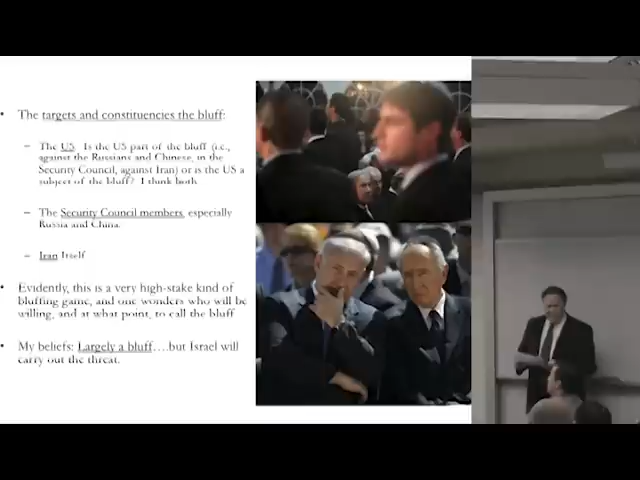 The targets and constituencies the bluff:
The US. Is the US part of the bluff (i.e.,
against the Russians and Chinese, in the
Security Council, against Iran) or is the US a
subject of the bluff? I think both
The Security Council members, especially
Russia and China.
Iran Itself
Evidently, this is a very high-stake kind of
bluffing game, and one wonders who will be
willing, and at what point, to call the bluff
My beliefs: Largely a bluff….but Israel will
carry out the threat.